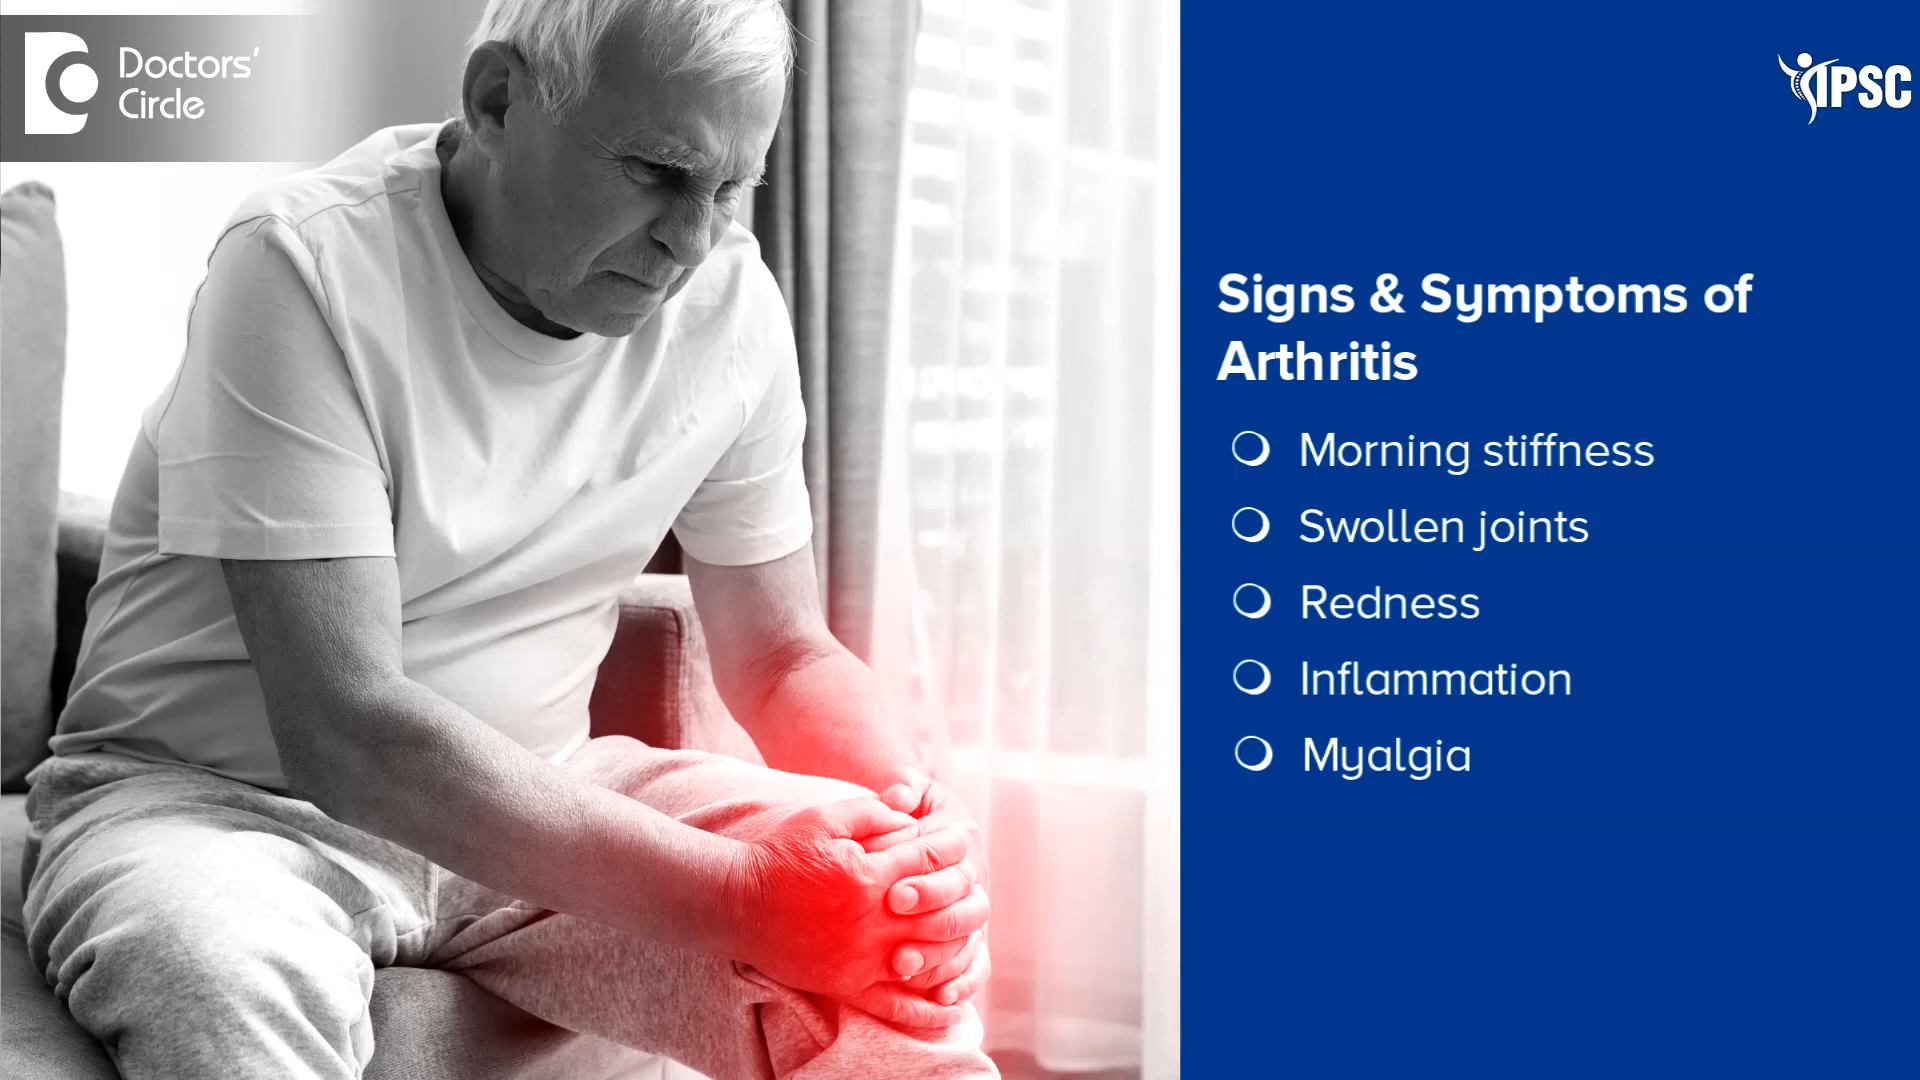 Doctors'
Circle
IPSC
Signs & Symptoms of
Arthritis
Morning stiffness
Swollen joints
Redness
Inflammation
Myalgia